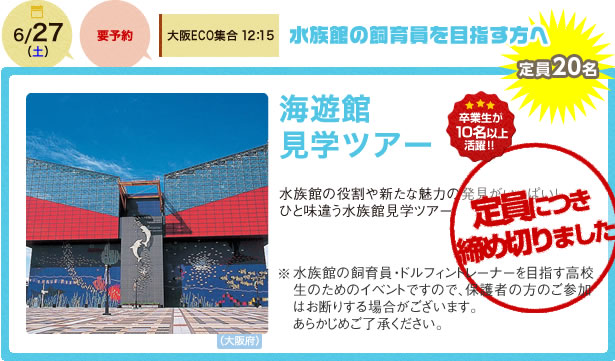 6/27
(土)
要予約
大阪ECO集合 12:15
水族館の飼育員を目指す方へ
定員20名
海遊館
見学ツアー
卒業生が
10名以上
活躍!!
水族館の役割や新たな魅力の発見がいっぱい!
ひと味違う水族館見学ツアー
定員につき
締め切りました
※ 水族館の飼育員・ドルフィントレーナーを目指す高校
生のためのイベントですので、保護者の方のご参加
はお断りする場合がございます。
あらかじめご了承ください。
(大阪府)